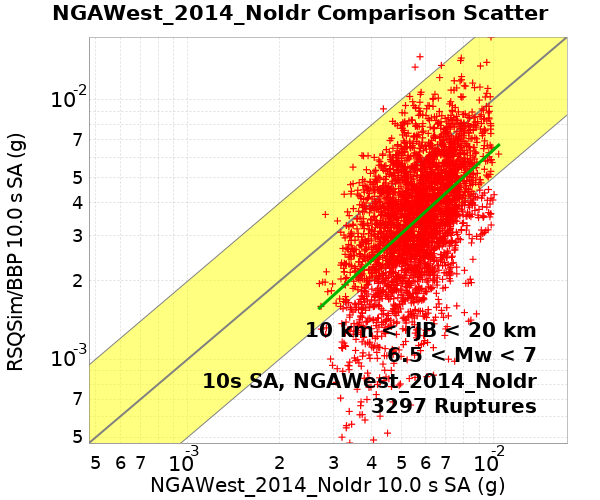 NGAWest_2014_NoIdr Comparison Scatter
RSQSim/BBP 10.0 s SA (g)
10-2
7
5
4
3
2
10-3
7
5
10 km < rJB < 20 km
6.5 < Mw < 7
10s SA, NGAWest_2014_NoIdr
3297 Ruptures
5 6 7 10-3 2 3 4 5 6 7 10-2
NGAWest_2014_NoIdr 10.0 s SA (g)